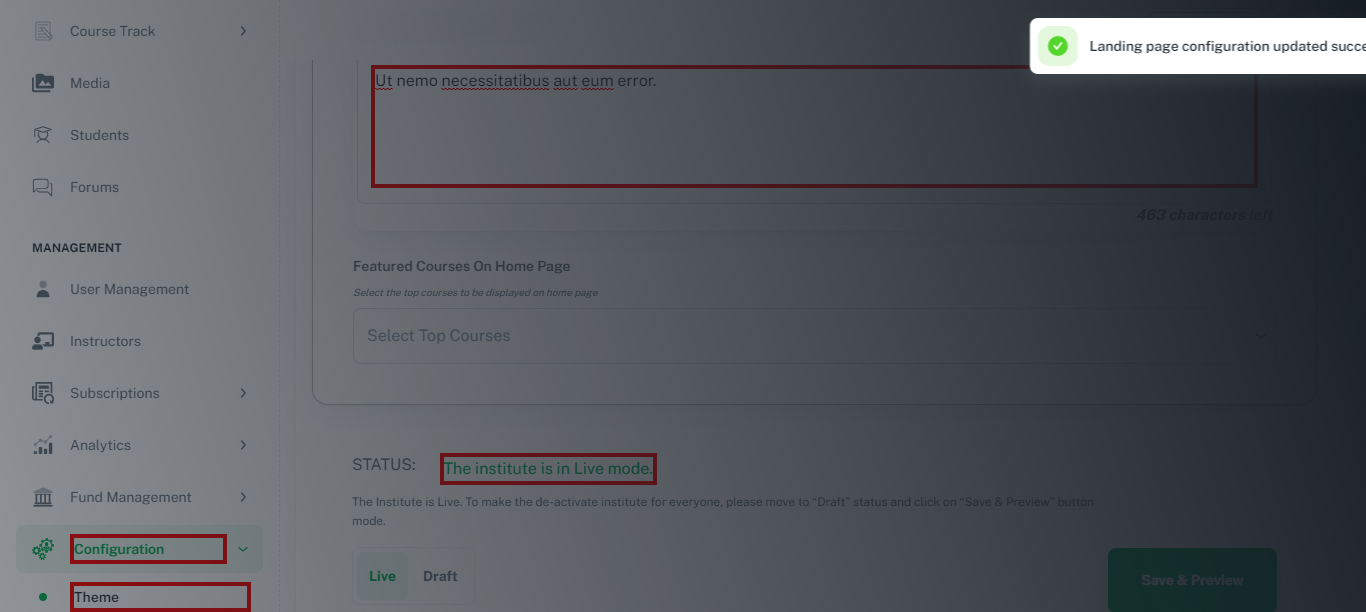 Course Track
Media
Students
Forums
MANAGEMENT
User Management
Instructors
Subscriptions
Analytics
Fund Management
Configuration
Theme
Landing page configuration updated succe
Ut nemo necessitatibus aut eum error.
463 characters left
Featured Courses On Home Page
Select the top courses to be displayed on home page
Select Top Courses
STATUS:
The institute is in Live mode.
The Institute is Live. To make the de-activate institute for everyone, please move to “Draft” status and click on “Save & Preview” button
mode.
Live
Draft
Save & Preview